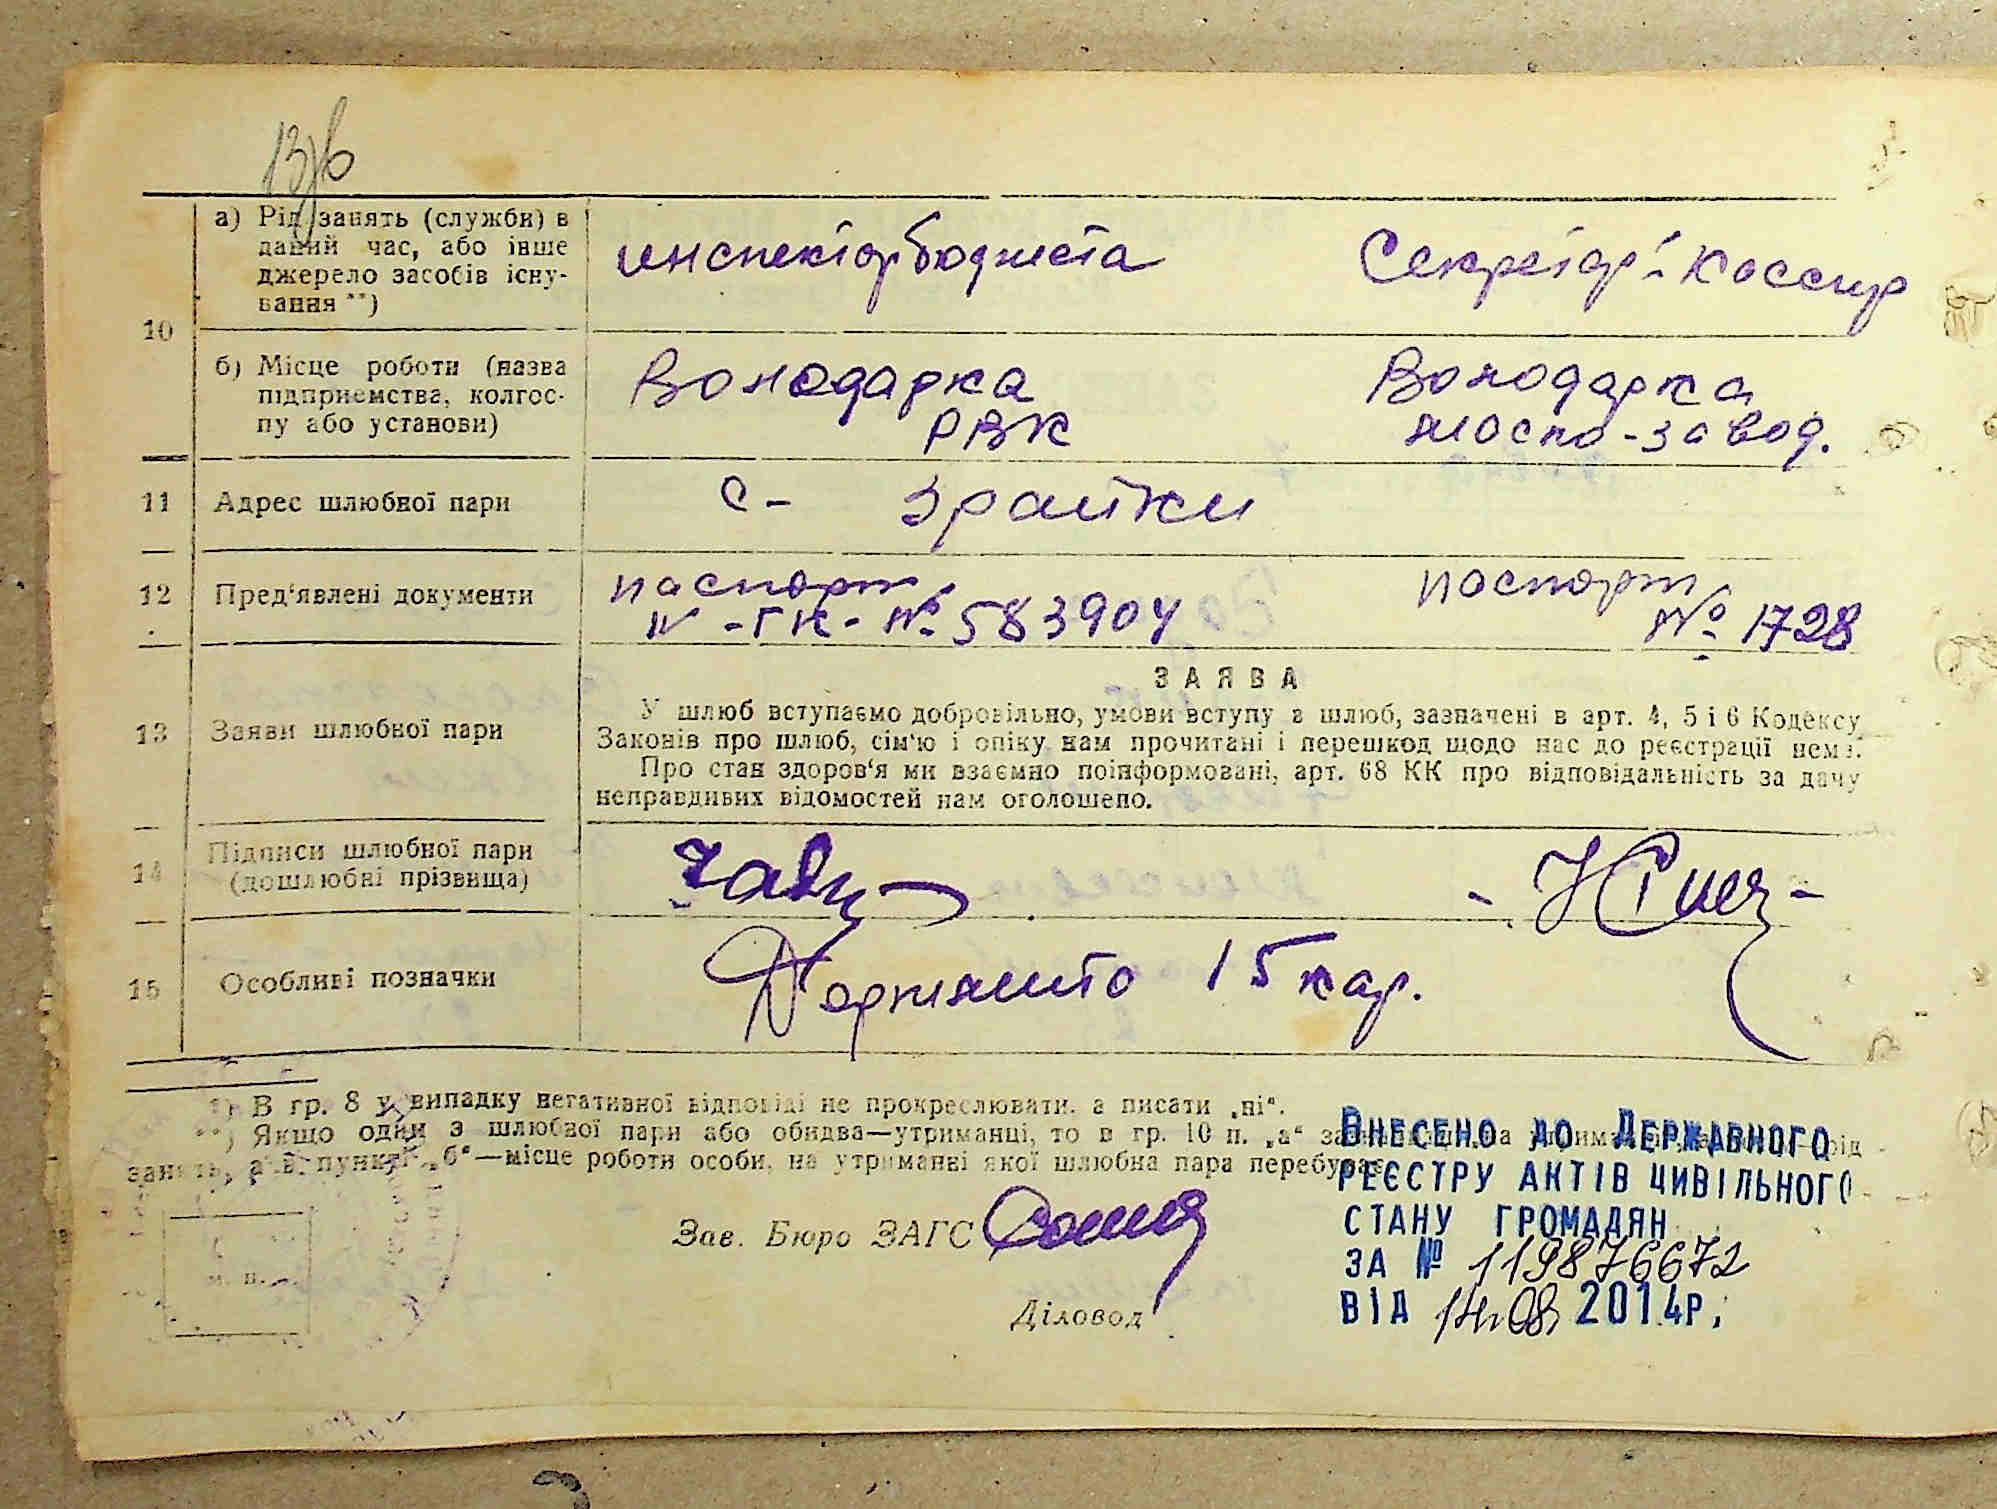 13/6
а) Рід занять (служби) в
даний час, або інше
джерело засобів існу-
вання **)
инспектор бюджета
Секретар-Кассир
10
б) Місце роботи (назва
підприємства, колгос-
пу або установи)
Володарка
РВК
Володарка
масло-завод.
11 Адрес шлюбної пари
с- Зрайки
12 Пред'явлені документи
паспорт
IV-ГК-№ 583904
паспорт
№ 1728
13 Заяви шлюбної пари
ЗАЯВА
У шлюб вступаємо добровільно, умови вступу в шлюб, зазначені в арт. 4, 5 і 6 Кодексу
Законів про шлюб, сім'ю і опіку нам прочитані і перешкод щодо нас до реєстрації нема.
Про стан здоров'я ми взаємно поінформовані, арт. 68 КК про відповідальність за дачу
неправдивих відомостей нам оголошено.
14 Підписи шлюбної пари
(дошлюбні прізвища)
15 Особливі позначки
Держмито 15 кар.
*) В гр. 8 у випадку негативної відповіді не прокреслювати, а писати „ні“.
**) Якщо один з шлюбної пари або обидва—утриманці, то в гр. 10 п. „а“
занять, а в пункті „б“—місце роботи особи, на утриманні якої шлюбна пара перебуває.
м. п.
Зав. Бюро ЗАГС
Діловод
ВНЕСЕНО ДО ДЕРЖАВНОГО
РЕЄСТРУ АКТІВ ЦИВІЛЬНОГО
СТАНУ ГРОМАДЯН
ЗА № 119876672
ВІД 14.08. 2014р.